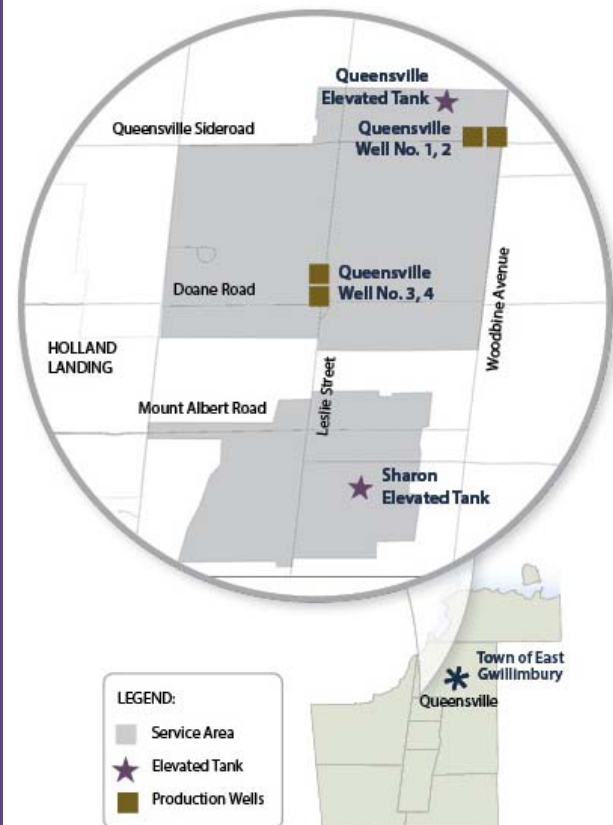 Queensville
Elevated Tank
Queensville Sideroad
Queensville
Well No. 1, 2
Queensville
Well No. 3, 4
Doane Road
Woodbine Avenue
HOLLAND
LANDING
Leslie Street
Mount Albert Road
Sharon
Elevated Tank
Town of East
Gwillimbury
Queensville
LEGEND:
Service Area
Elevated Tank
Production Wells